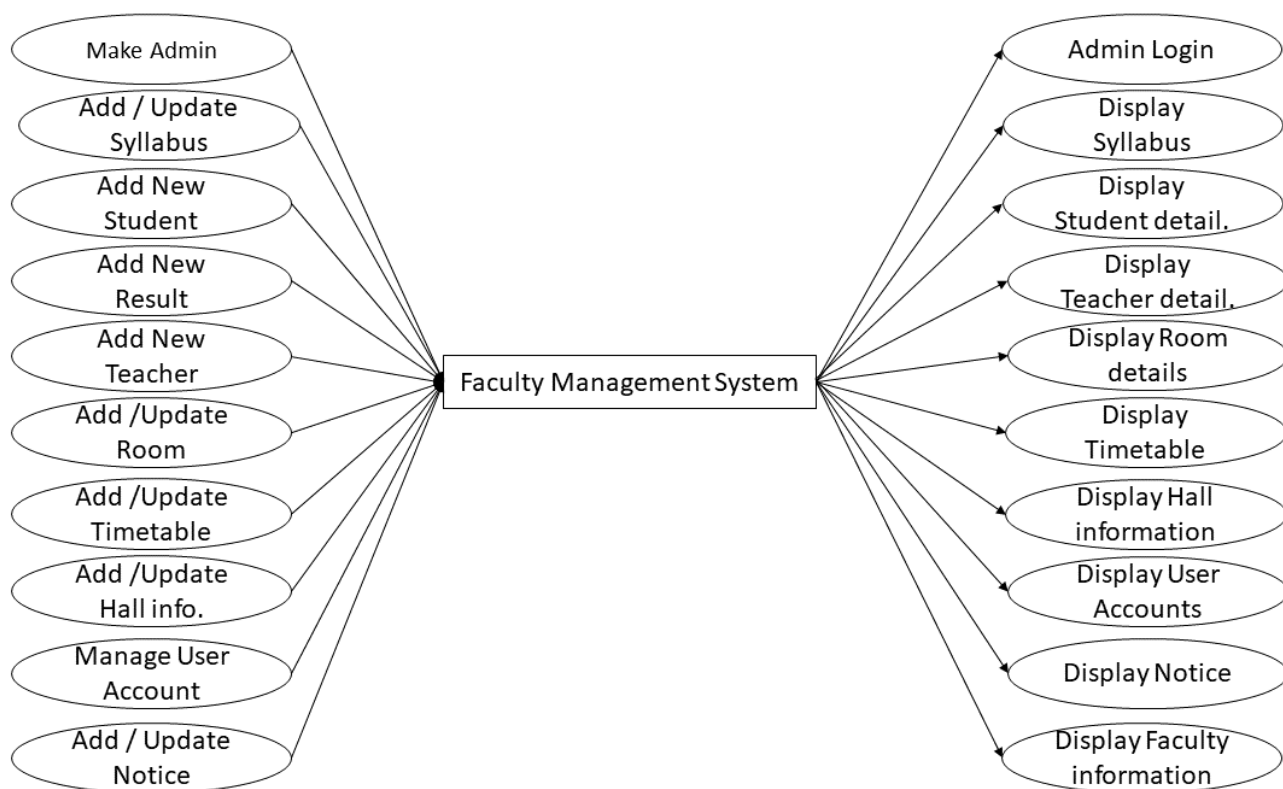 Make Admin
Add / Update
Syllabus
Add New
Student
Add New
Result
Add New
Teacher
Add /Update
Room
Add /Update
Timetable
Add /Update
Hall info.
Manage User
Account
Add / Update
Notice
Faculty Management System
Admin Login
Display
Syllabus
Display
Student detail.
Display
Teacher detail.
Display Room
details
Display
Timetable
Display Hall
information
Display User
Accounts
Display Notice
Display Faculty
information